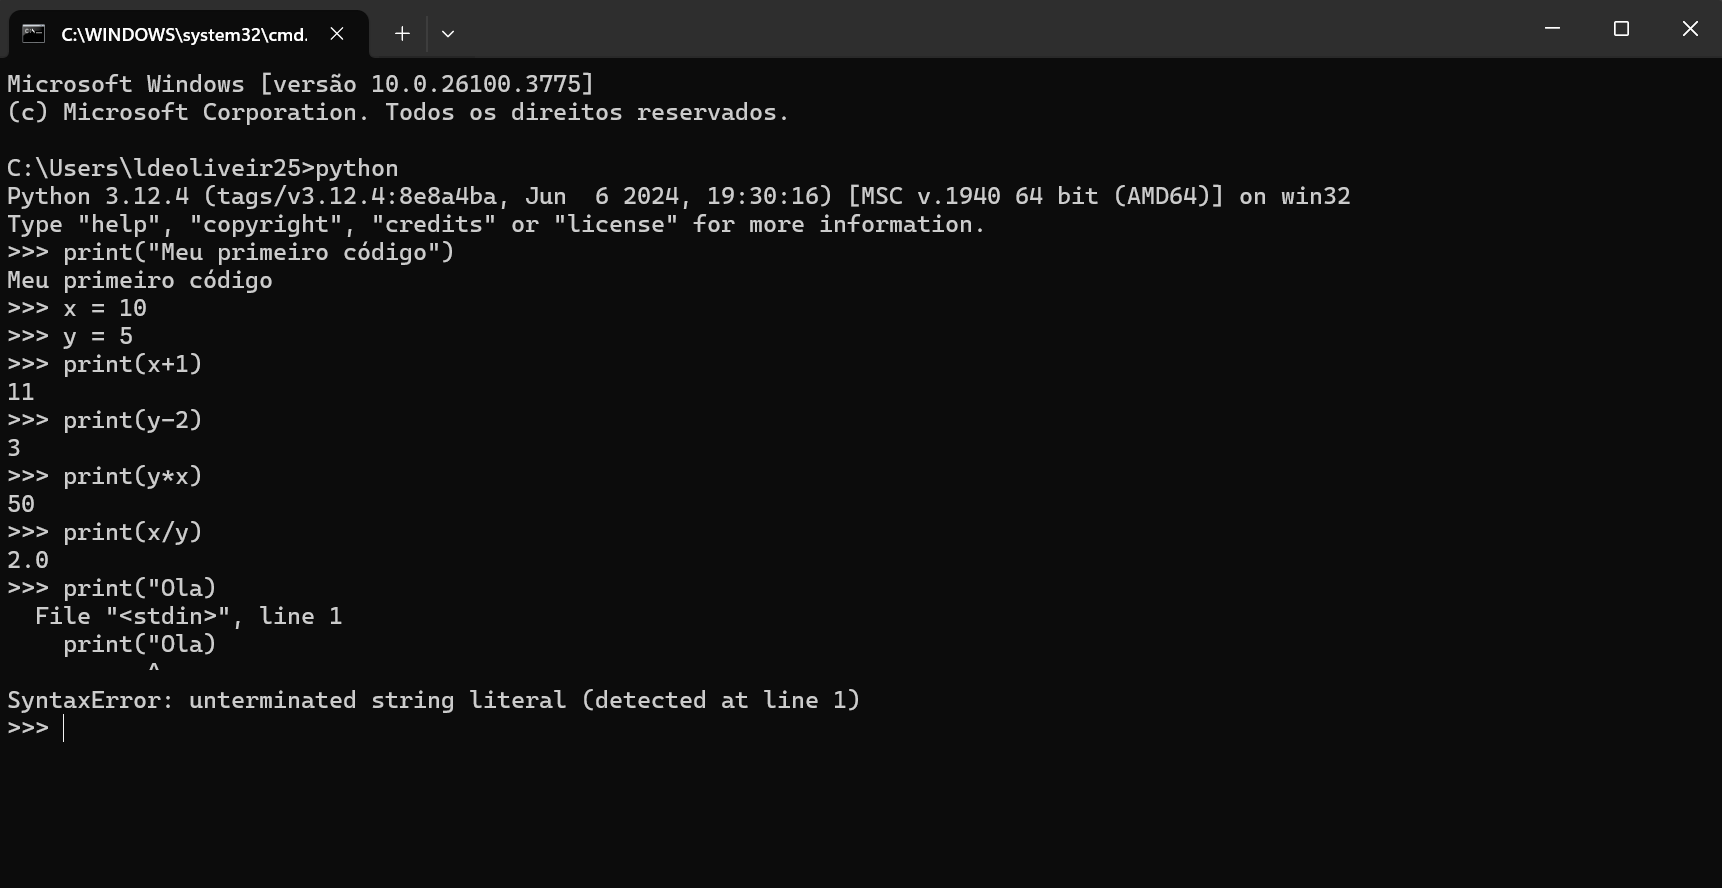 C:\WINDOWS\system32\cmd.
Microsoft Windows [versão 10.0.26100.3775]
(c) Microsoft Corporation. Todos os direitos reservados.
C:\Users\ldeoliveir25>python
Python 3.12.4 (tags/v3.12.4:8e8a4ba, Jun  6 2024, 19:30:16) [MSC v.1940 64 bit (AMD64)] on win32
Type "help", "copyright", "credits" or "license" for more information.
>>> print("Meu primeiro código")
Meu primeiro código
>>> x = 10
>>> y = 5
>>> print(x+1)
11
>>> print(y-2)
3
>>> print(y*x)
50
>>> print(x/y)
2.0
>>> print("Ola)
  File "<stdin>", line 1
    print("Ola)
          ^
SyntaxError: unterminated string literal (detected at line 1)
>>>